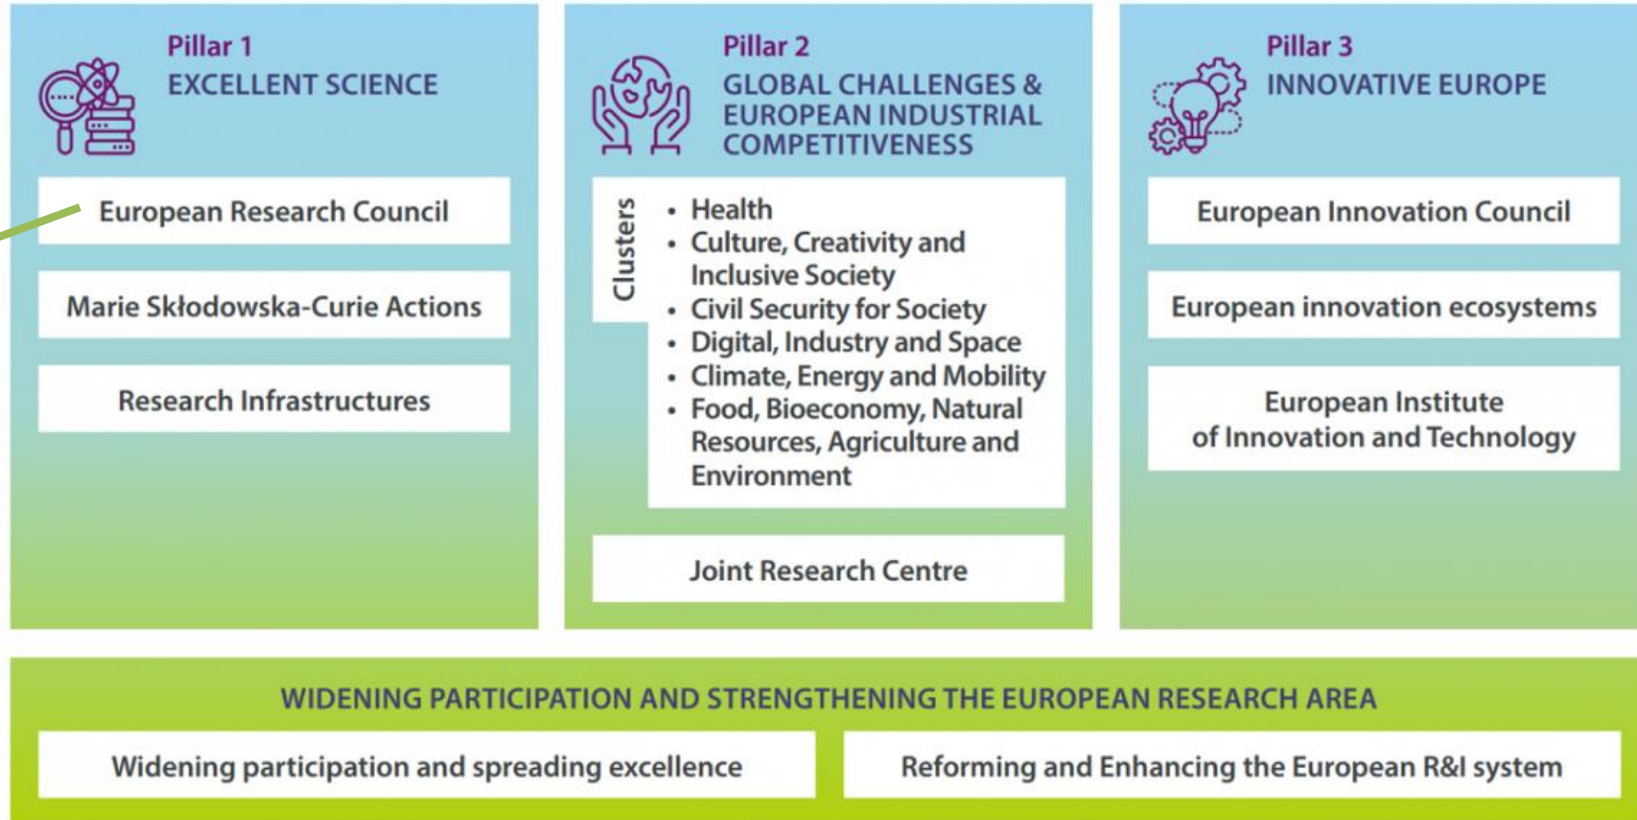 Pillar 1
EXCELLENT SCIENCE
European Research Council
Marie Skłodowska-Curie Actions
Research Infrastructures
Pillar 2
GLOBAL CHALLENGES &
EUROPEAN INDUSTRIAL
COMPETITIVENESS
Clusters
• Health
• Culture, Creativity and
Inclusive Society
• Civil Security for Society
• Digital, Industry and Space
• Climate, Energy and Mobility
• Food, Bioeconomy, Natural
Resources, Agriculture and
Environment
Joint Research Centre
Pillar 3
INNOVATIVE EUROPE
European Innovation Council
European innovation ecosystems
European Institute
of Innovation and Technology
WIDENING PARTICIPATION AND STRENGTHENING THE EUROPEAN RESEARCH AREA
Widening participation and spreading excellence
Reforming and Enhancing the European R&I system